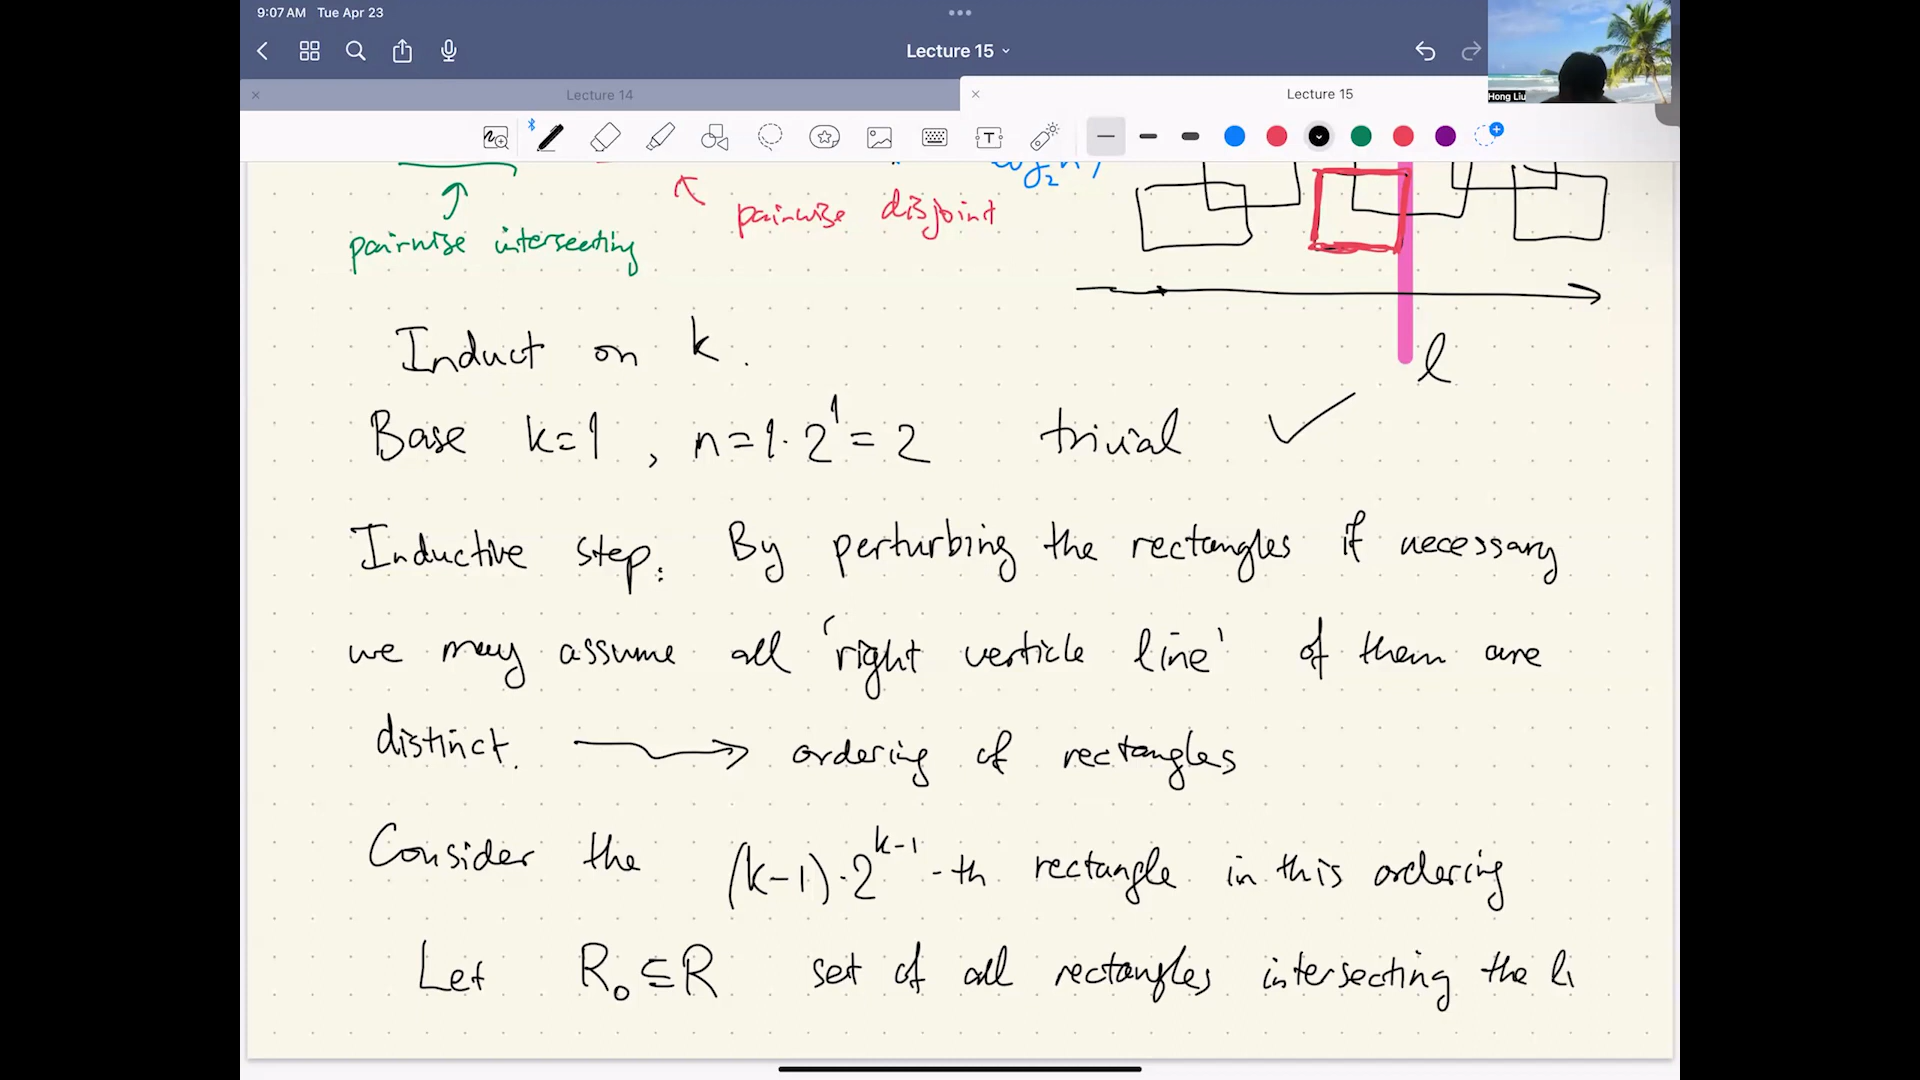 9:07 AM Tue Apr 23
Lecture 15
Hong Liu
Lecture 14
Lecture 15
pairwise intersecting
pairwise disjoint
l
Induct on k.
Base k=1, n=1·2¹=2 trivial ✓
Inductive step: By perturbing the rectangles if necessary
we may assume all 'right verticle line' of them are
distinct. → ordering of rectangles
Consider the (k-1)·2^{k-1}-th rectangle in this ordering
Let R₀⊆R set of all rectangles intersecting the li